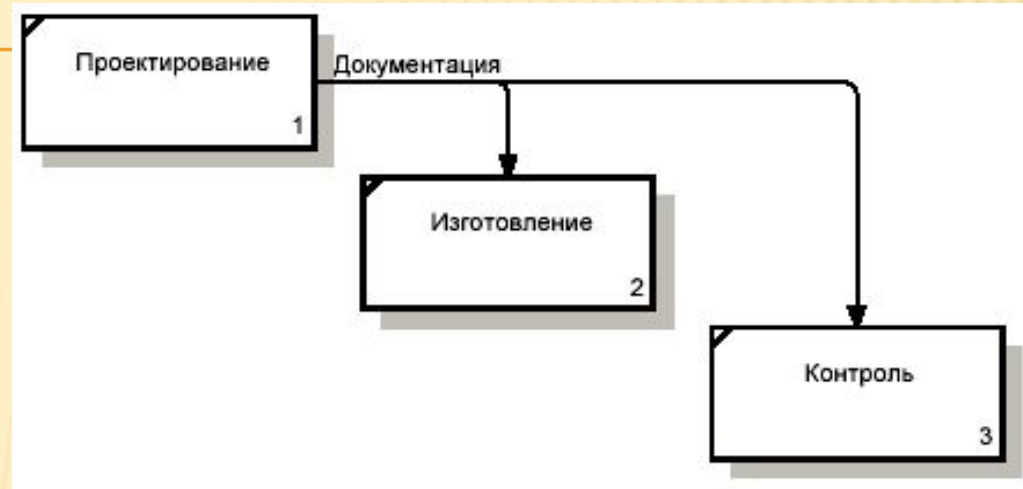 Проектирование
1
Документация
Изготовление
2
Контроль
3